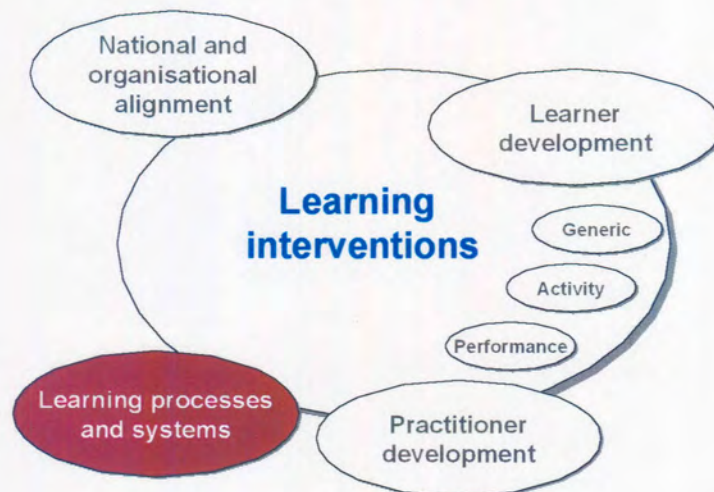 National and
organisational
alignment
Learner
development
Learning
interventions
Generic
Activity
Performance
Learning processes
and systems
Practitioner
development